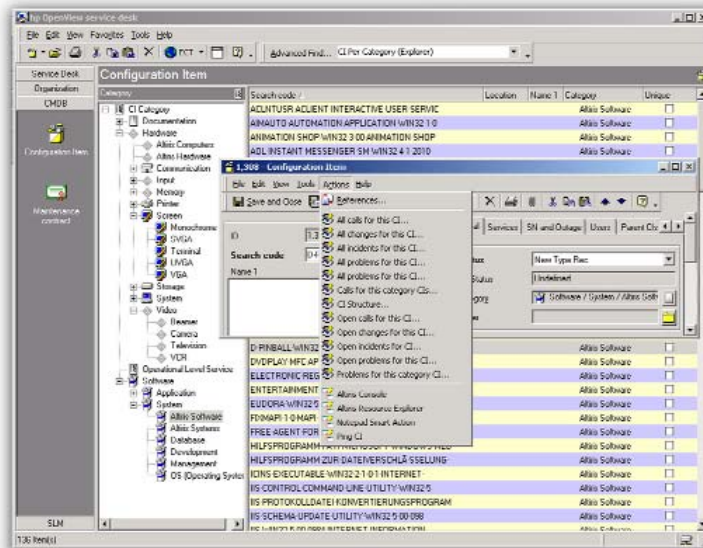 hp OpenView service desk
File Edit View Favorites Tools Help
Advanced Find... CI Per Category (Explorer)
Service Desk
Organization
CMDB
Configuration Item
Maintenance contract
SLM
136 Item(s)
Configuration Item
Category
CI Category
Documentation
Hardware
Altiris Computers
Altiris Hardware
Communication
Input
Memory
Printer
Screen
Monochrome
SVGA
Terminal
UVGA
VGA
Storage
System
Video
Beamer
Camera
Television
VCR
Operational Level Service
Software
Application
System
Altiris Software
Altiris Systems
Database
Development
Management
OS (Operating System
Search code / Location Name 1 Category Unique
ACLNTUSR ACLIENT INTERACTIVE USER SERVIC Altiris Software
AIMAUTO AUTOMATION APPLICATION WIN32 1 0 Altiris Software
ANIMATION SHOP WIN32 3 00 ANIMATION SHOP Altiris Software
AOL INSTANT MESSENGER SM WIN32 4 1 2010 Altiris Software
1,308 - Configuration Item
File Edit View Tools Actions Help
Save and Close
ID 1,3
Search code
Name 1
References...
All calls for this CI...
All changes for this CI...
All incidents for this CI...
All problems for this CI...
All problems for this CI...
Calls for this category CIs...
CI Structure...
Open calls for this CI...
Open changes for this CI...
Open incidents for CI...
Open problems for this CI...
Problems for this category CI...
Altiris Console
Altiris Resource Explorer
Notepad Smart Action
Ping CI
Services SN and Outage Users
New Type Rec
Status Undefined
Software / System / Altiris Soft
D-PINBALL-WIN32 Altiris Software
DVDPLAY MFC AP Altiris Software
ELECTRONIC REG Altiris Software
ENTERTAINMENT Altiris Software
EUDORA-WIN32-5 Altiris Software
FIXMAPI-1-0-MAPI- Altiris Software
FREE AGENT FOR Altiris Software
Altiris Software
HILFSPROGRAMM ZUR-DATEIVERSCHLÄ SSELUNG- Altiris Software
ICINS EXECUTABLE-WIN32-2-1-0-1 INTERNET- Altiris Software
IIS-CONTROL-COMMAND-LINE-UTILITY-WIN32-5 Altiris Software
IIS-PROTOKOLLDATEI KONVERTIERUNGSPROGRAM Altiris Software
IIS-SCHEMA-UPDATE-UTILITY-WIN32-5-00-098 Altiris Software
Altiris Software